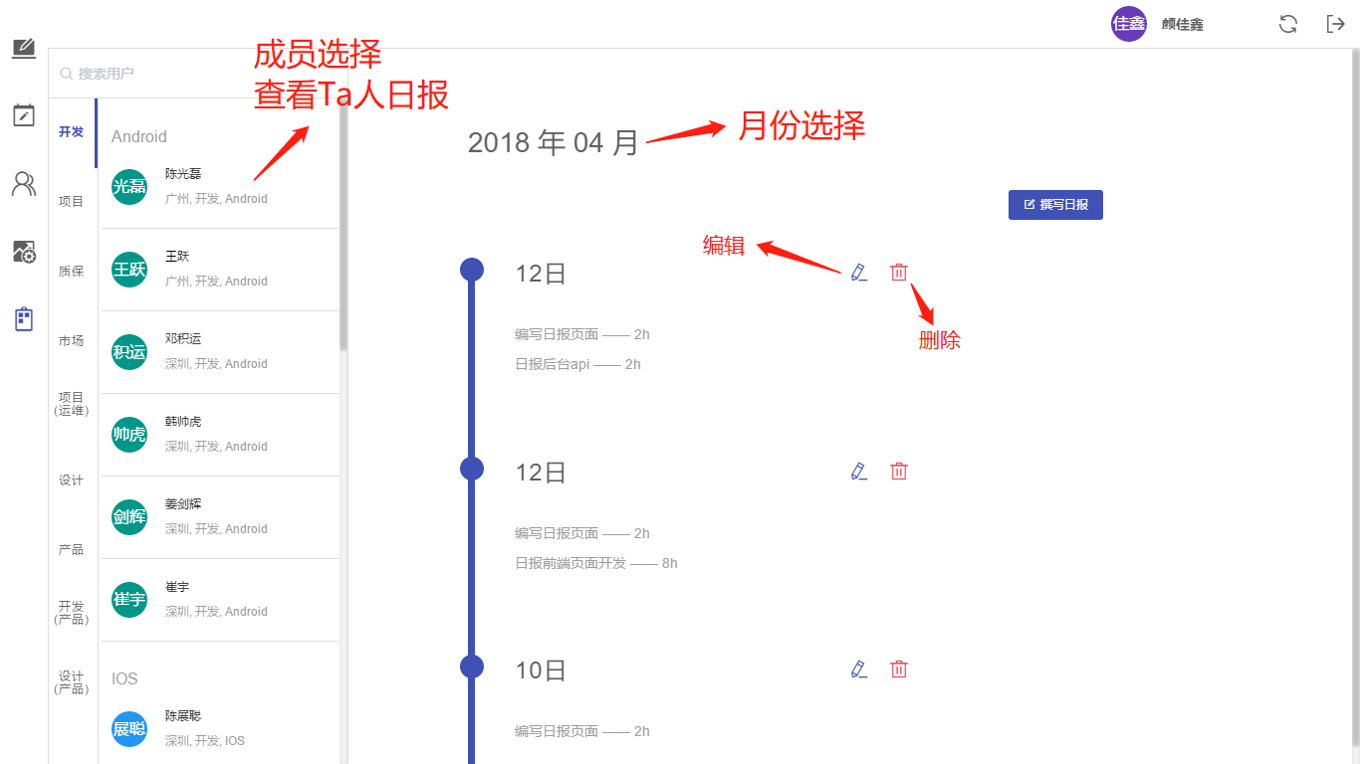 佳鑫 颜佳鑫
搜索用户
成员选择
查看Ta人日报
开发
项目
质保
市场
项目
(运维)
设计
产品
开发
(产品)
设计
(产品)
Android
光磊
陈光磊
广州, 开发, Android
王跃
王跃
广州, 开发, Android
积运
邓积运
深圳, 开发, Android
帅虎
韩帅虎
深圳, 开发, Android
剑辉
姜剑辉
深圳, 开发, Android
崔宇
崔宇
深圳, 开发, Android
IOS
展聪
陈展聪
深圳, 开发, IOS
2018 年 04 月
月份选择
撰写日报
编辑
删除
12日
编写日报页面 —— 2h
日报后台api —— 2h
12日
编写日报页面 —— 2h
日报前端页面开发 —— 8h
10日
编写日报页面 —— 2h